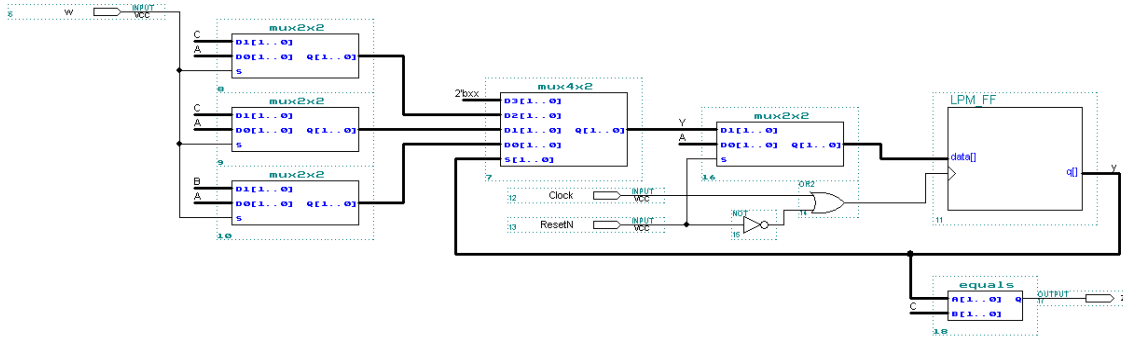 5
w
INPUT
VCC
mux2x2
C
D1[1..0]
A
D0[1..0] Q[1..0]
S
8
mux2x2
C
D1[1..0]
A
D0[1..0] Q[1..0]
S
9
mux2x2
B
D1[1..0]
A
D0[1..0] Q[1..0]
S
10
mux4x2
2'bxx
D3[1..0]
D2[1..0]
D1[1..0] Q[1..0]
D0[1..0]
S[1..0]
7
mux2x2
Y
D1[1..0]
A
D0[1..0] Q[1..0]
S
16
12
Clock
INPUT
VCC
13
ResetN
INPUT
VCC
NOT
15
OR2
14
LPM_FF
data[]
q[]
y
11
equals
A[1..0] Q
C
B[1..0]
18
OUTPUT
z